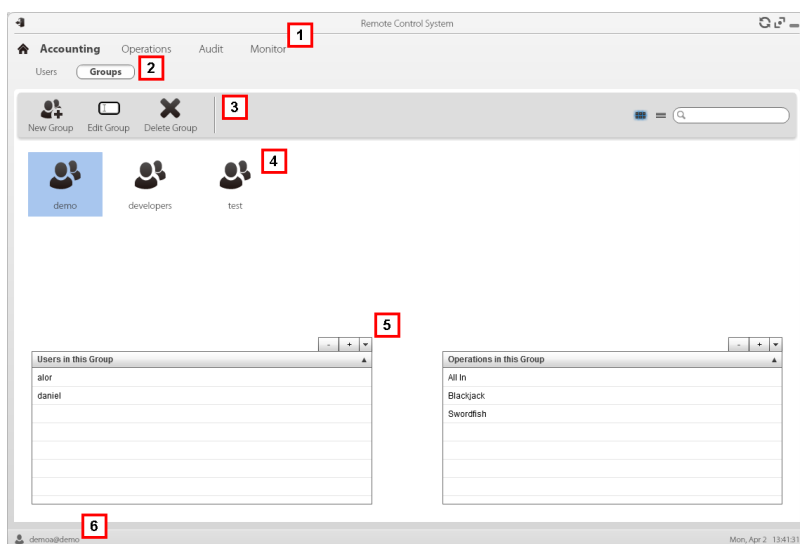 Remote Control System
1
Accounting Operations Audit Monitor
2
Users Groups
3
New Group Edit Group Delete Group
4
demo developers test
5
- + - +
Users in this Group Operations in this Group
alor All In
daniel Blackjack
Swordfish
6
demoa@demo Mon, Apr 2 13:41:31